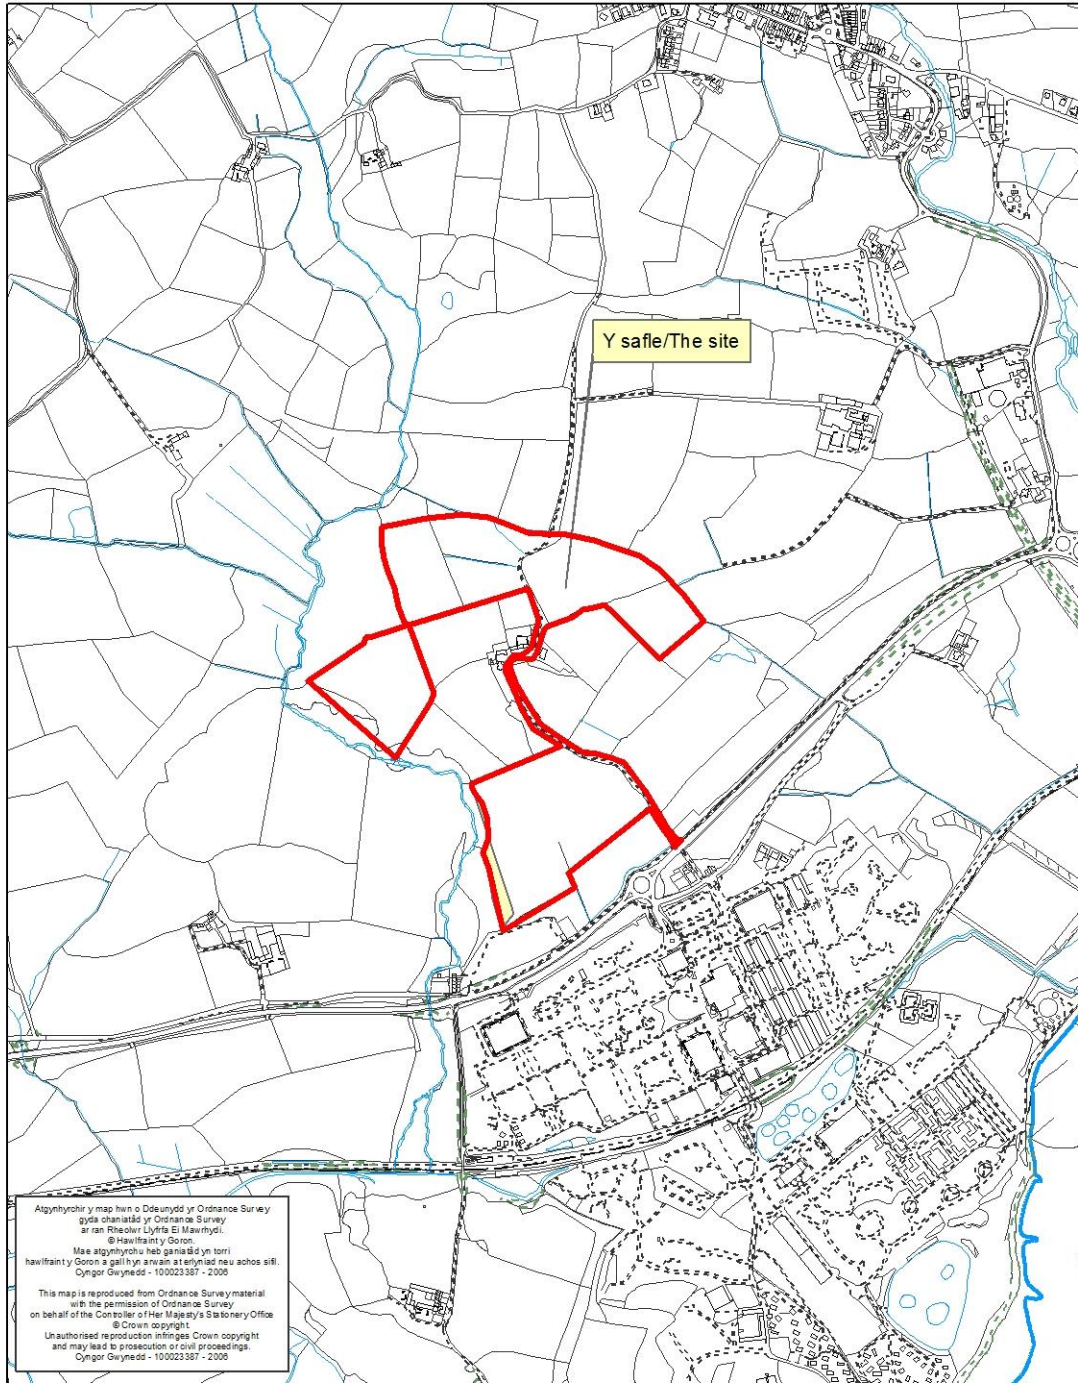 Y safle/The site
Atgynhyrchir y map hwn o Ddeunydd yr Ordnance Survey
gyda chaniatâd yr Ordnance Survey
ar ran Rheolwr Llyfrfa Ei Mawrhydi.
© Hawlfraint y Goron.
Mae atgynhyrchu heb ganiatâd yn torri
hawlfraint y Goron a gall hyn arwain at erlyniad neu achos sifil.
Cyngor Gwynedd - 100023387 - 2006
This map is reproduced from Ordnance Survey material
with the permission of Ordnance Survey
on behalf of the Controller of Her Majesty's Stationery Office
© Crown copyright.
Unauthorised reproduction infringes Crown copyright
and may lead to prosecution or civil proceedings.
Cyngor Gwynedd - 100023387 - 2006